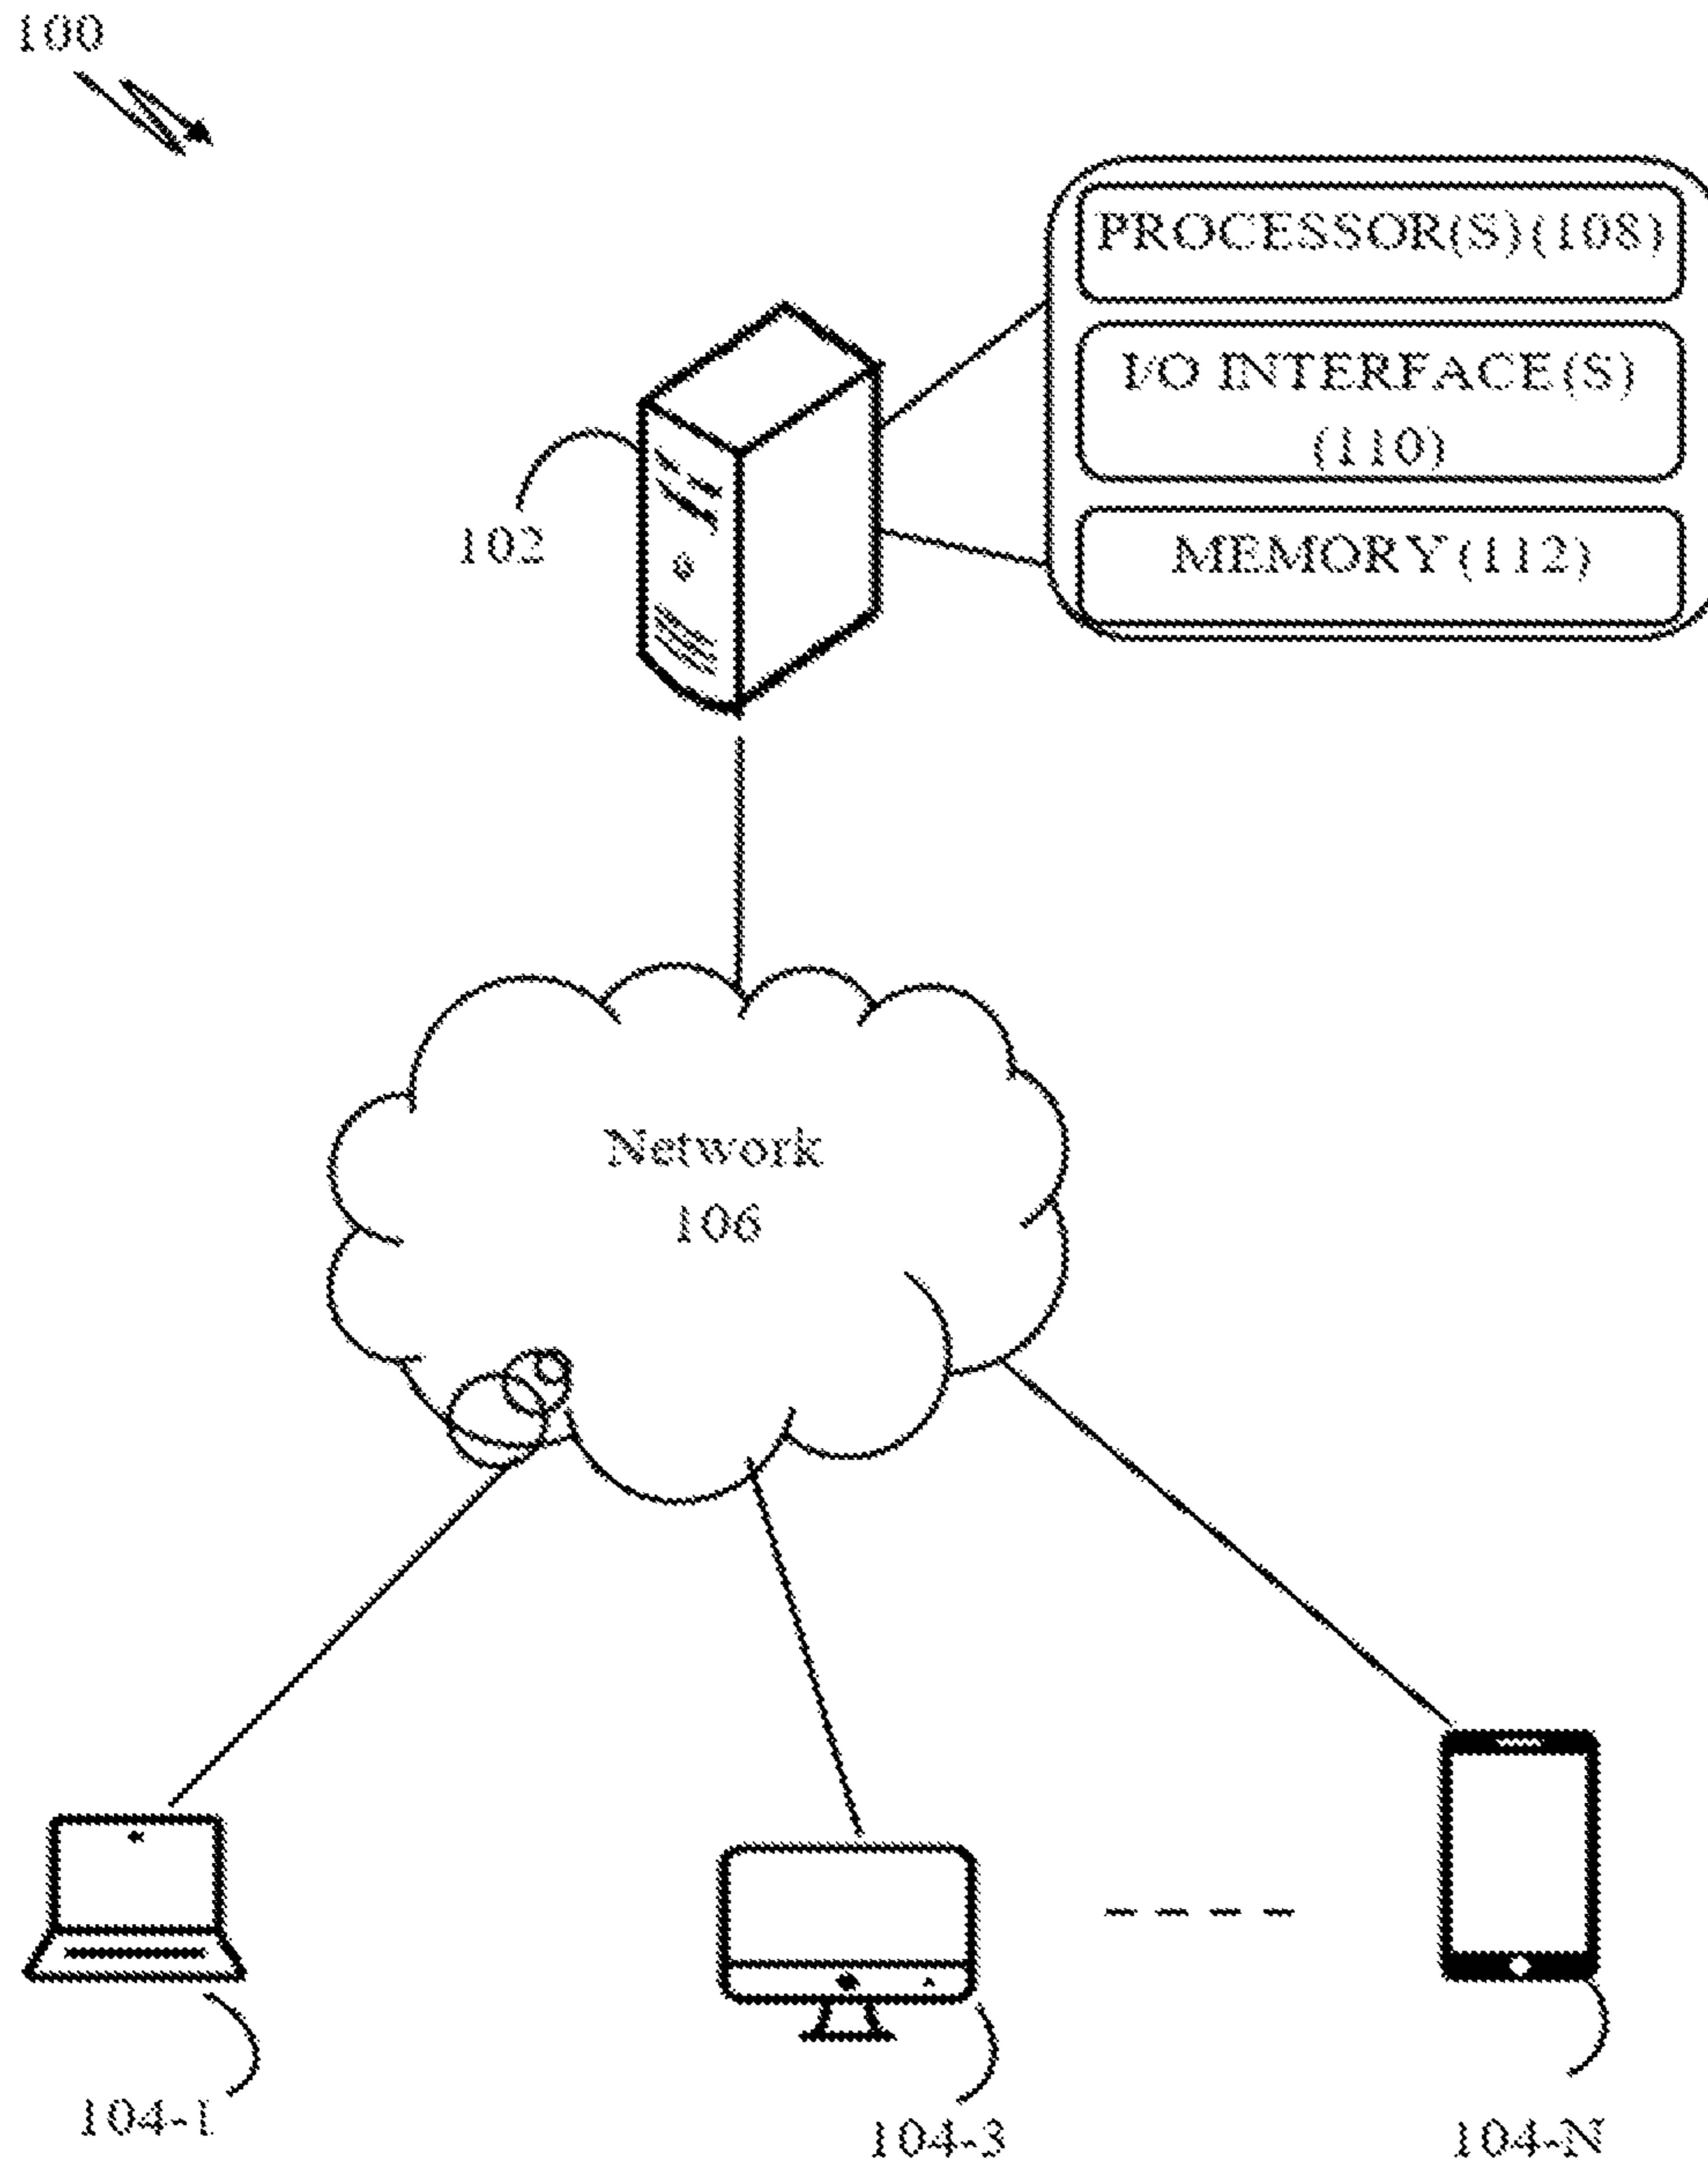 100
PROCESSOR(S) (108)
I/O INTERFACE(S)
(110)
MEMORY (112)
102
Network
106
104-1
104-3
104-N